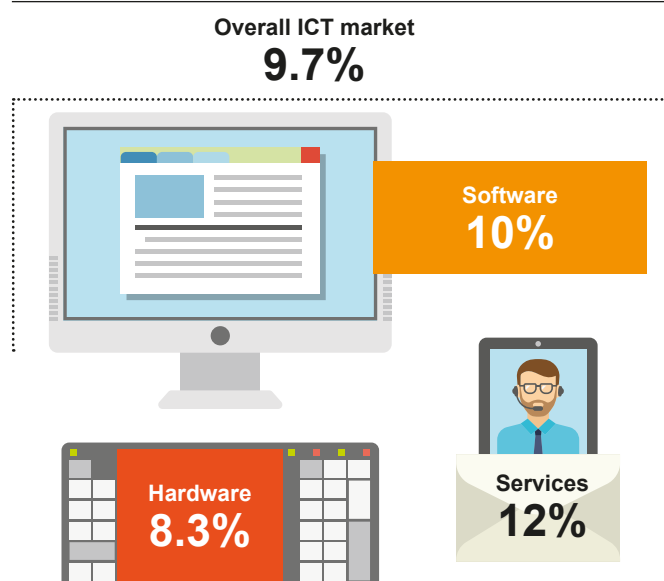 Overall ICT market
9.7%
Software
10%
Services
12%
Hardware
8.3%